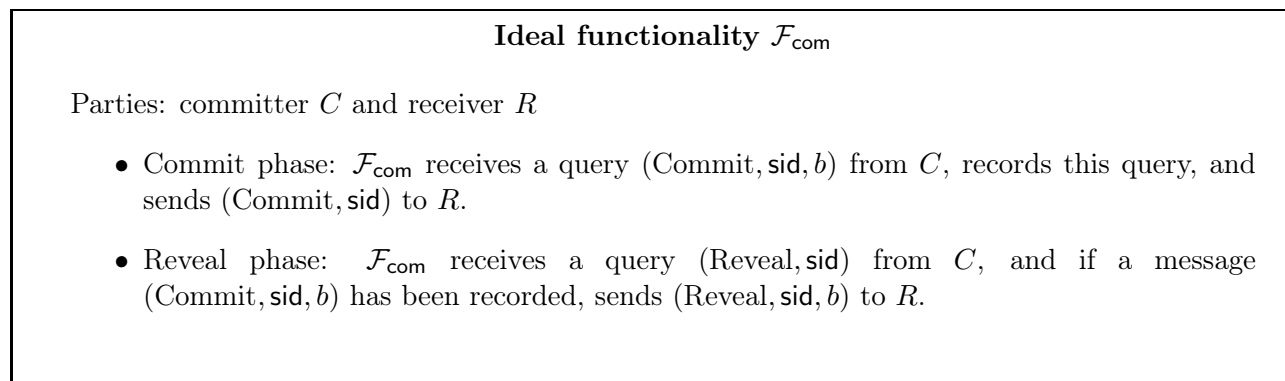 Ideal functionality 𝓕com
Parties: committer C and receiver R
• Commit phase: 𝓕com receives a query (Commit, sid, b) from C, records this query, and
sends (Commit, sid) to R.
• Reveal phase: 𝓕com receives a query (Reveal, sid) from C, and if a message
(Commit, sid, b) has been recorded, sends (Reveal, sid, b) to R.